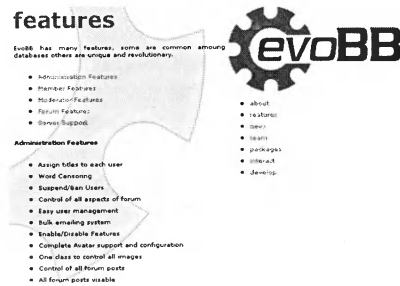 features
EvoBB has many features, some are common amoung
databases others are unique and revolutionary.
Administration Features
Member Features
Moderator Features
Forum Features
Server Support
Administration Features
Assign titles to each user
Word Censoring
Suspend/Ban Users
Control of all aspects of forum
Easy user management
Bulk emailing system
Enable/Disable Features
Complete Avatar support and configuration
One class to control all images
Control of all forum posts
All forum posts visable
evoBB
about
features
news
team
packages
interact
develop